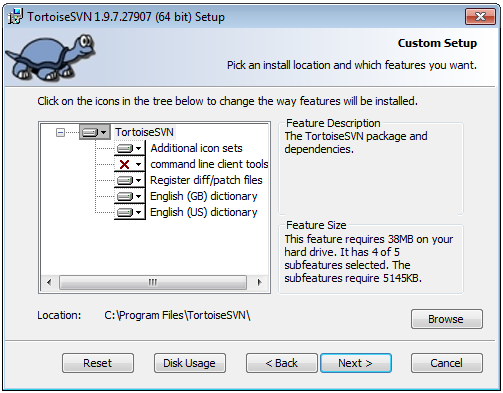 TortoiseSVN 1.9.7.27907 (64 bit) Setup
Custom Setup
Pick an install location and which features you want.
Click on the icons in the tree below to change the way features will be installed.
TortoiseSVN
Additional icon sets
command line client tools
Register diff/patch files
English (GB) dictionary
English (US) dictionary
Feature Description
The TortoiseSVN package and
dependencies.
Feature Size
This feature requires 38MB on your
hard drive. It has 4 of 5
subfeatures selected. The
subfeatures require 5145KB.
Location: C:\Program Files\TortoiseSVN\
Browse
Reset Disk Usage < Back Next > Cancel